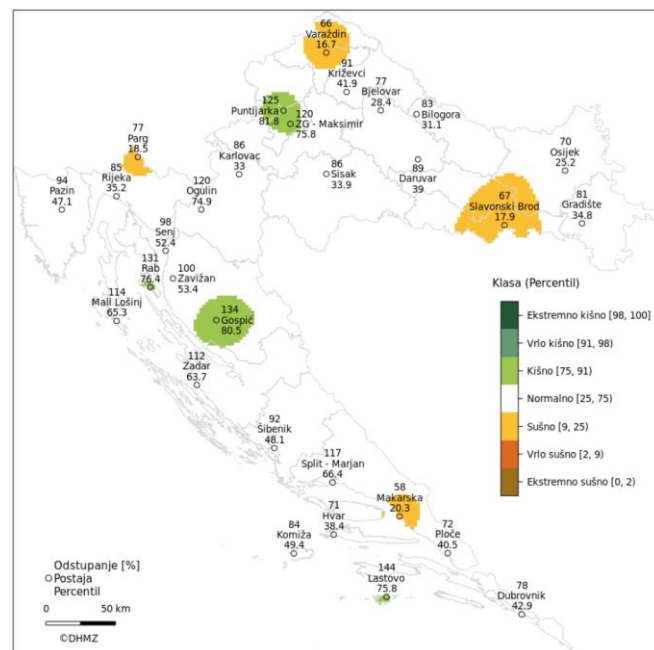 66
Varaždin
16.7
91
Križevci
41.9
77
Bjelovar
28.4
125
Puntijarka
81.8
120
ZG - Maksimir
75.8
83
Bilogora
31.1
77
Parg
18.5
86
Karlovac
33
86
Sisak
33.9
89
Daruvar
39
70
Osijek
25.2
94
Pazin
47.1
85
Rijeka
35.2
120
Ogulin
74.9
67
Slavonski Brod
17.9
81
Gradište
34.8
98
Senj
52.4
131
Rab
76.4
100
Zavižan
53.4
114
Mali Lošinj
65.3
134
Gospić
80.5
112
Zadar
63.7
92
Šibenik
48.1
117
Split - Marjan
66.4
58
Makarska
20.3
71
Hvar
38.4
84
Komiža
49.4
72
Ploče
40.5
144
Lastovo
75.8
78
Dubrovnik
42.9
Klasa (Percentil)
Ekstremno kišno [98, 100]
Vrlo kišno [91, 98)
Kišno [75, 91)
Normalno [25, 75)
Sušno [9, 25)
Vrlo sušno [2, 9)
Ekstremno sušno [0, 2)
Odstupanje [%]
Postaja
Percentil
0 50 km
©DHMZ